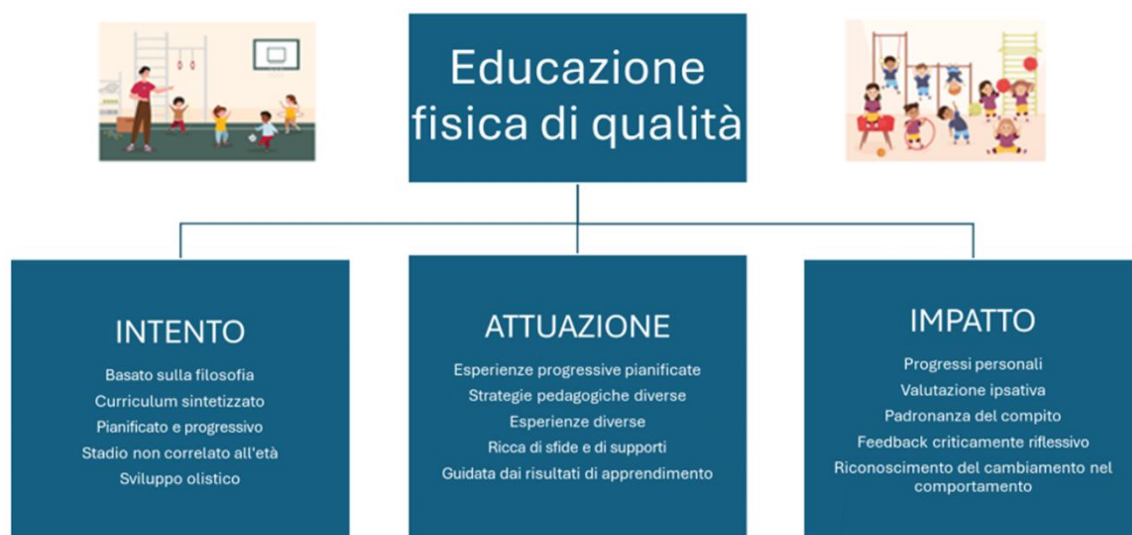 Educazione
fisica di qualità
INTENTO
Basato sulla filosofia
Curriculum sintetizzato
Pianificato e progressivo
Stadio non correlato all'età
Sviluppo olistico
ATTUAZIONE
Esperienze progressive pianificate
Strategie pedagogiche diverse
Esperienze diverse
Ricca di sfide e di supporti
Guidata dai risultati di apprendimento
IMPATTO
Progressi personali
Valutazione ipsativa
Padronanza del compito
Feedback criticamente riflessivo
Riconoscimento del cambiamento nel
comportamento